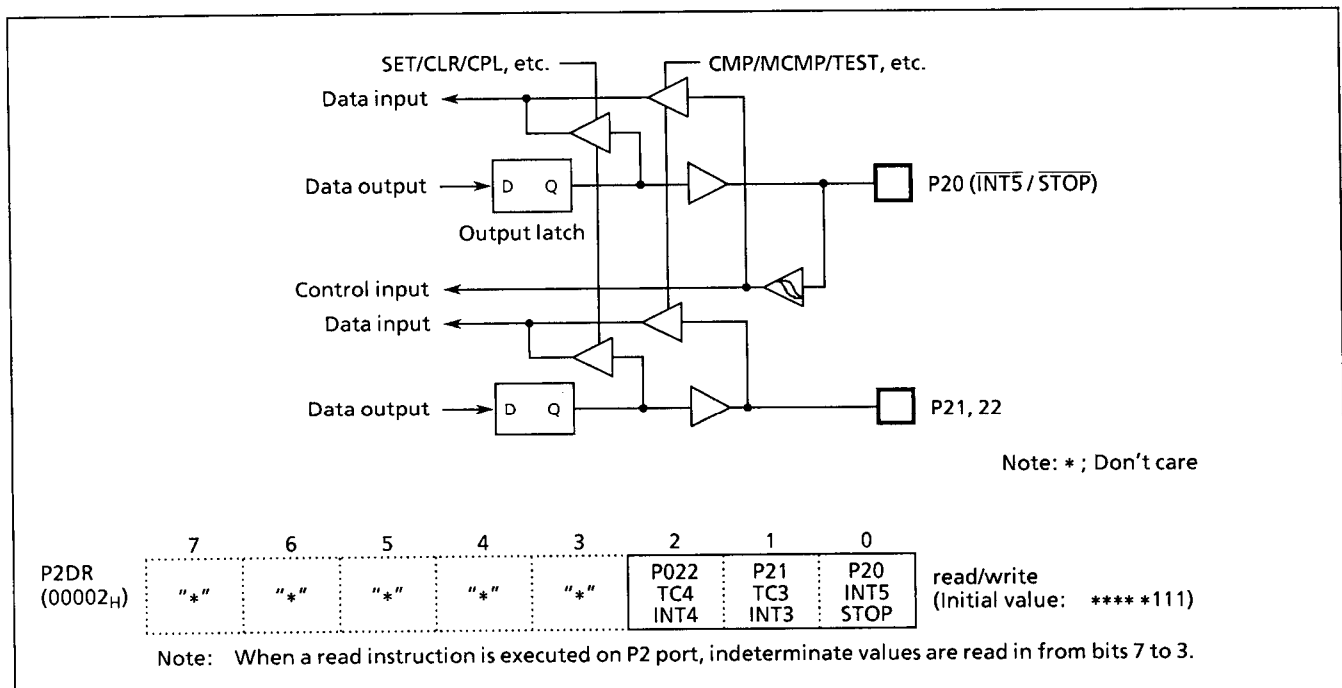 SET/CLR/CPL, etc. CMP/MCMP/TEST, etc.
Data input
Data output D Q P20 (INT5 / STOP)
Output latch
Control input
Data input
Data output D Q P21, 22
Note: * ; Don't care
7 6 5 4 3 2 1 0
P2DR (00002H) "*" "*" "*" "*" "*" P022 TC4 INT4 P21 TC3 INT3 P20 INT5 STOP read/write
(Initial value: **** *111)
Note: When a read instruction is executed on P2 port, indeterminate values are read in from bits 7 to 3.